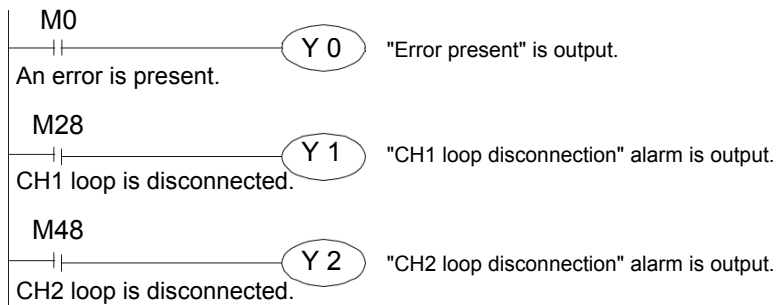 M0
Y 0 "Error present" is output.
An error is present.
M28
Y 1 "CH1 loop disconnection" alarm is output.
CH1 loop is disconnected.
M48
Y 2 "CH2 loop disconnection" alarm is output.
CH2 loop is disconnected.